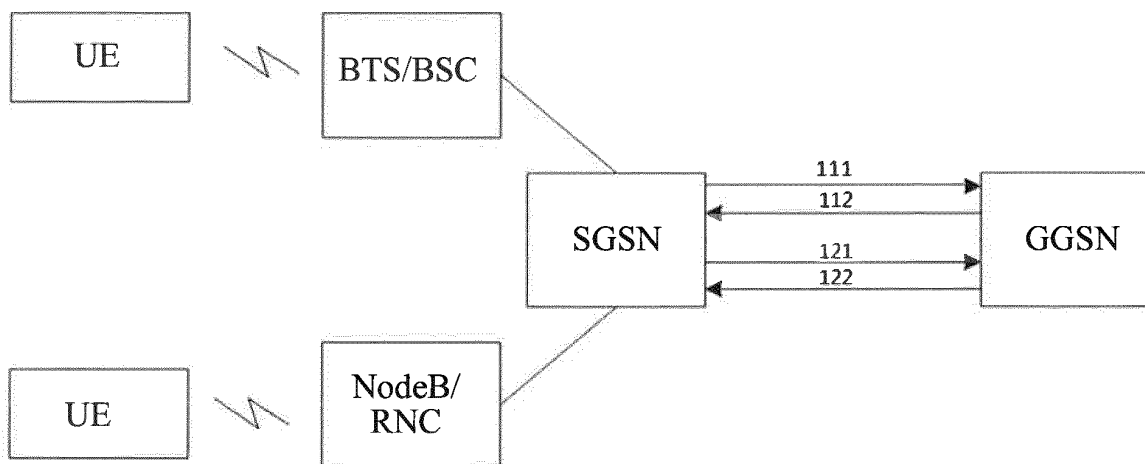 UE
BTS/BSC
111
112
SGSN
GGSN
121
122
NodeB/
RNC
UE